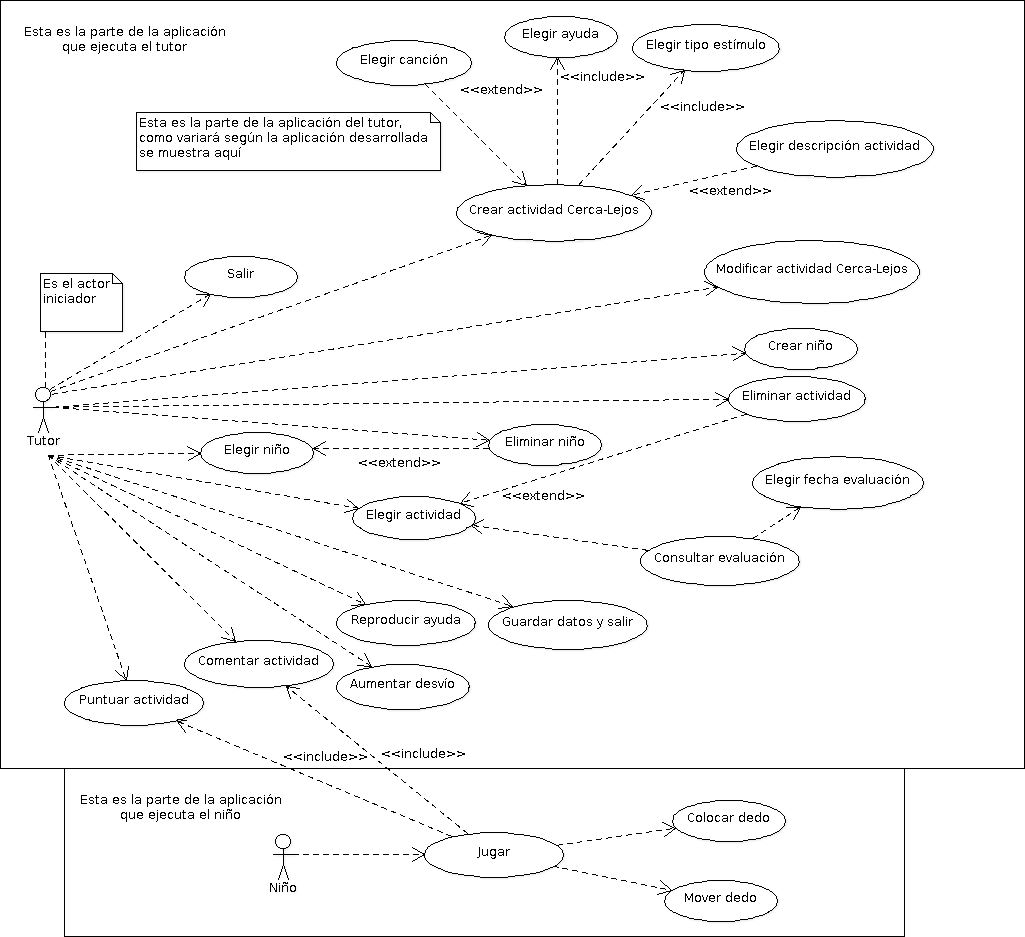 Esta es la parte de la aplicación
que ejecuta el tutor
Elegir canción
Elegir ayuda
Elegir tipo estímulo
<<extend>>
<<include>>
<<include>>
Esta es la parte de la aplicación del tutor,
como variará según la aplicación desarrollada
se muestra aquí
Elegir descripción actividad
<<extend>>
Crear actividad Cerca-Lejos
Salir
Modificar actividad Cerca-Lejos
Es el actor
iniciador
Crear niño
Eliminar actividad
Tutor
Elegir niño
Eliminar niño
<<extend>>
<<extend>>
Elegir fecha evaluación
Elegir actividad
Consultar evaluación
Reproducir ayuda
Guardar datos y salir
Comentar actividad
Aumentar desvío
Puntuar actividad
<<include>>
<<include>>
Esta es la parte de la aplicación
que ejecuta el niño
Colocar dedo
Jugar
Niño
Mover dedo